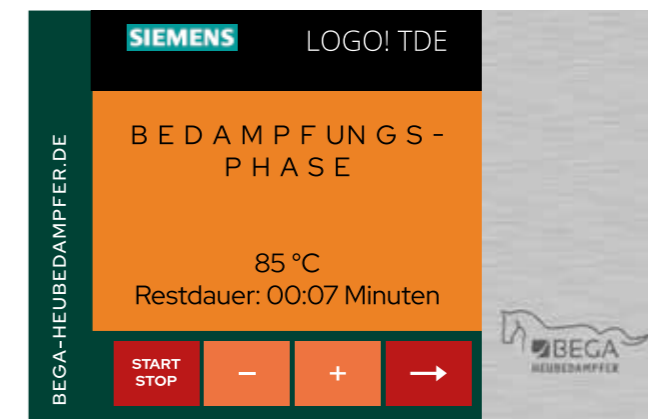 BEGA-HEUBEDAMPFER.DE
SIEMENS LOGO! TDE
BEDAMPFUNGS-
PHASE
85 °C
Restdauer: 00:07 Minuten
START
STOP
− + →
BEGA
HEUBEDAMPFER